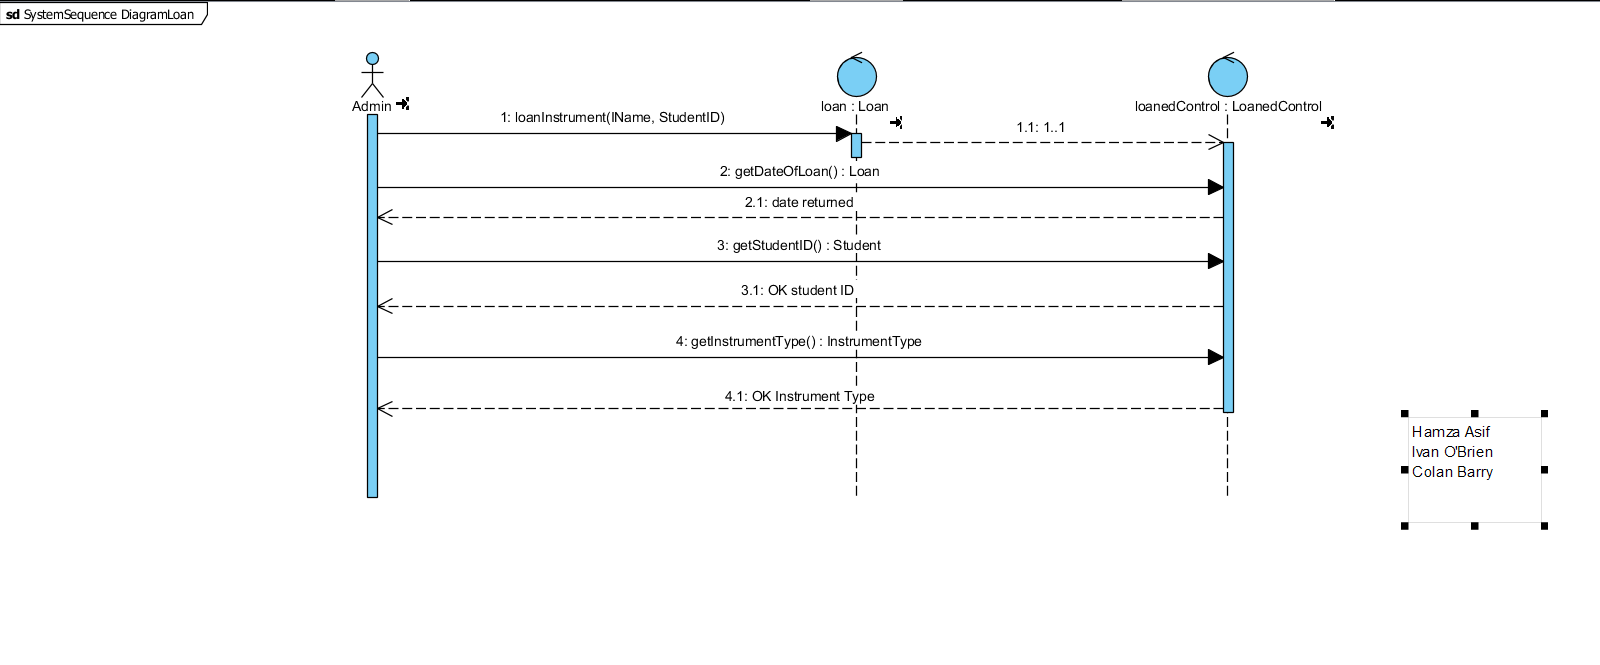 sd SystemSequence DiagramLoan
Admin
loan : Loan
loanedControl : LoanedControl
1: loanInstrument(IName, StudentID)
1.1: 1..1
2: getDateOfLoan() : Loan
2.1: date returned
3: getStudentID() : Student
3.1: OK student ID
4: getInstrumentType() : InstrumentType
4.1: OK Instrument Type
Hamza Asif
Ivan O'Brien
Colan Barry